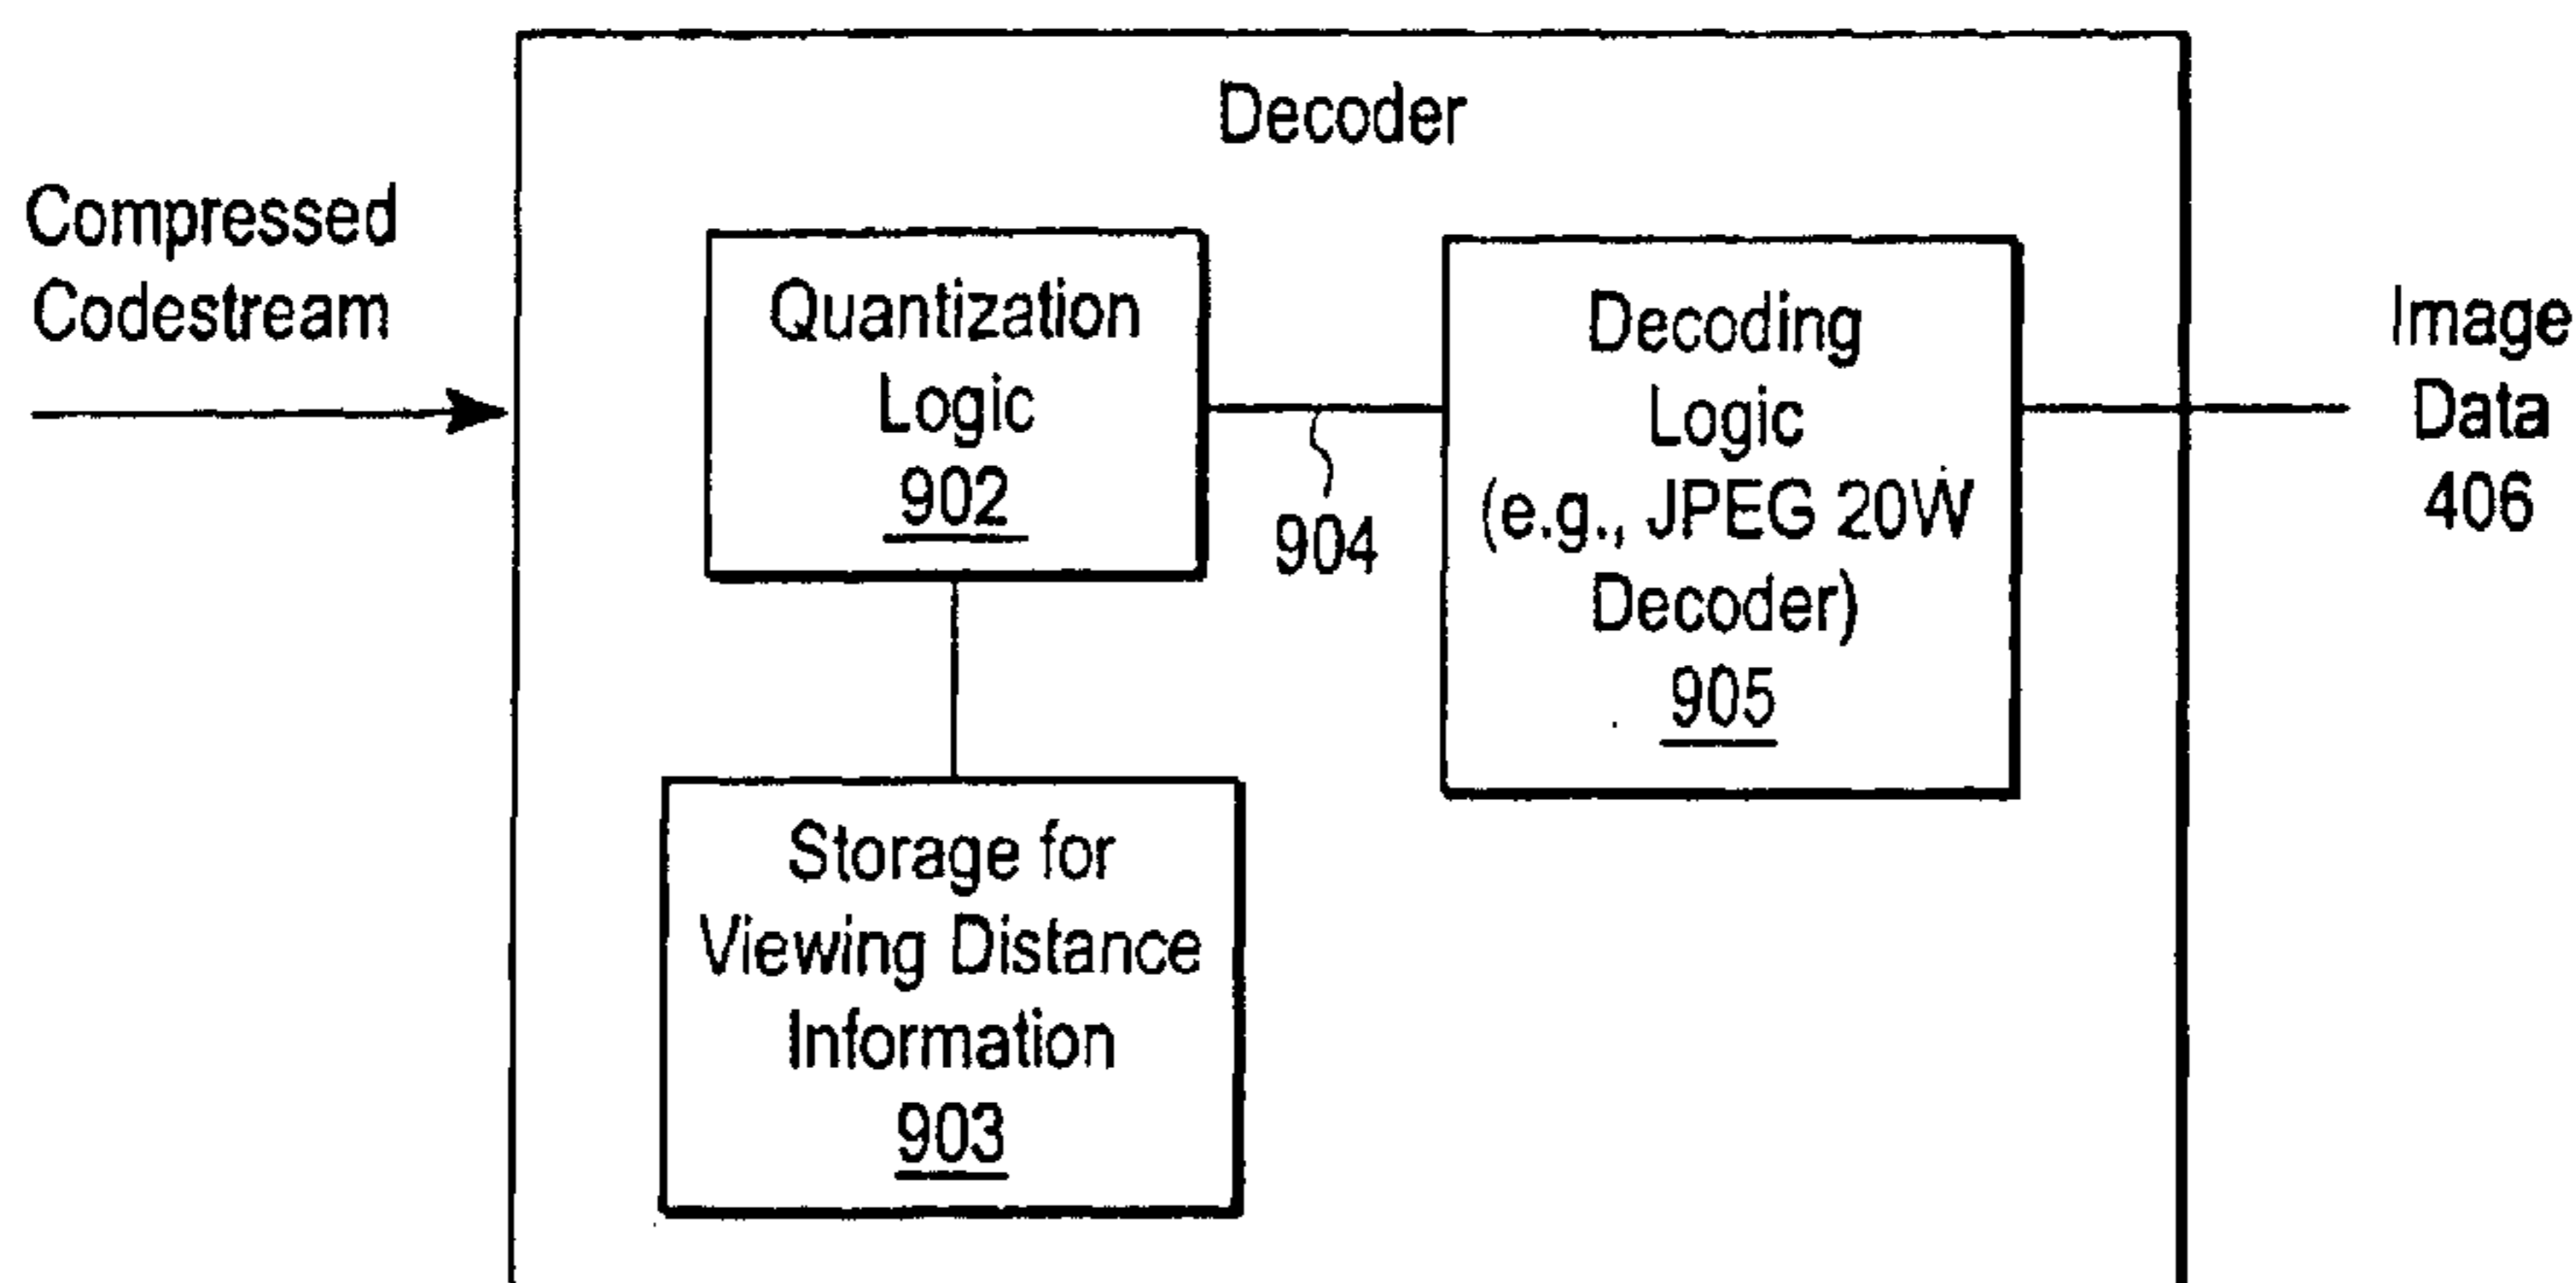 Decoder
Compressed
Codestream
Quantization
Logic
902
904
Decoding
Logic
(e.g., JPEG 20W
Decoder)
905
Image
Data
406
Storage for
Viewing Distance
Information
903